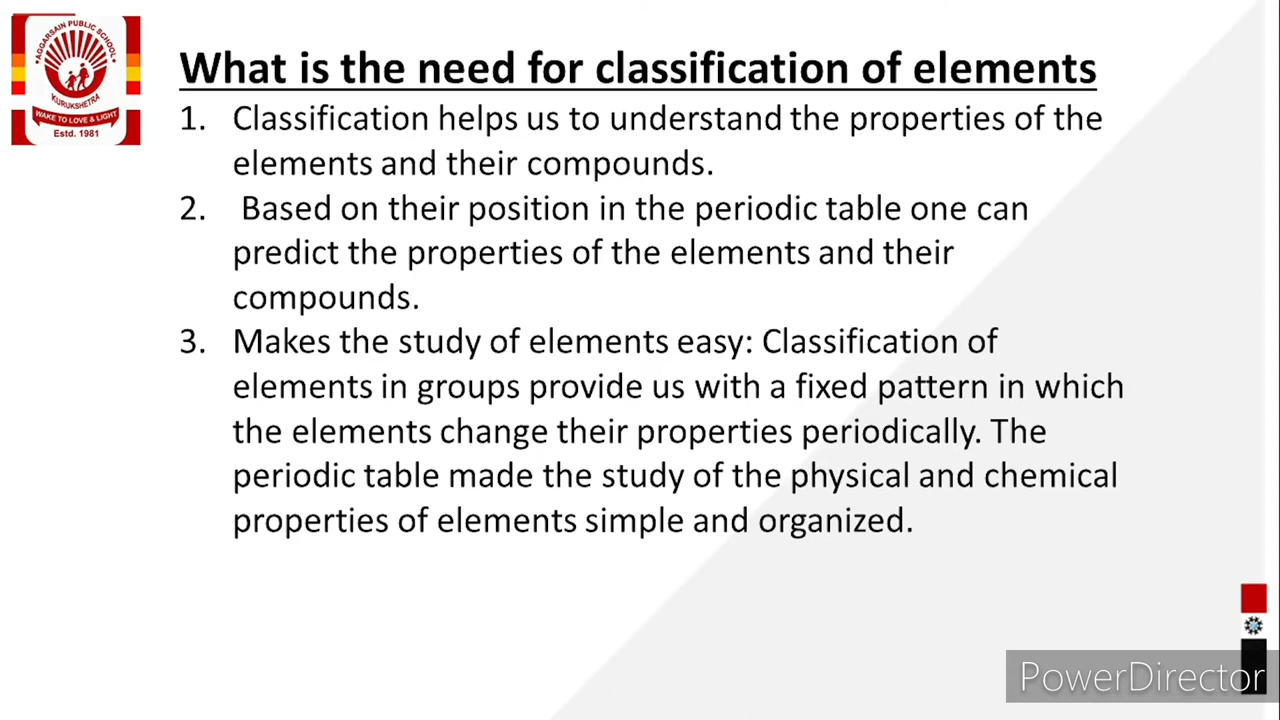 AGGARSAIN PUBLIC SCHOOL
KURUKSHETRA
WAKE TO LOVE & LIGHT
Estd. 1981
What is the need for classification of elements
1. Classification helps us to understand the properties of the
elements and their compounds.
2. Based on their position in the periodic table one can
predict the properties of the elements and their
compounds.
3. Makes the study of elements easy: Classification of
elements in groups provide us with a fixed pattern in which
the elements change their properties periodically. The
periodic table made the study of the physical and chemical
properties of elements simple and organized.
PowerDirector